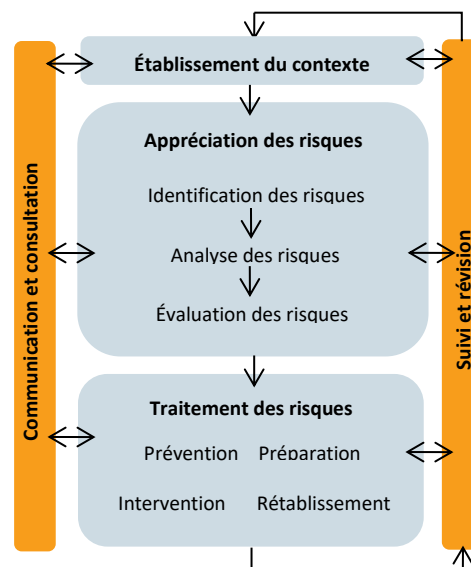 Établissement du contexte
Appréciation des risques
Identification des risques
Analyse des risques
Évaluation des risques
Traitement des risques
Prévention Préparation
Intervention Rétablissement
Communication et consultation
Suivi et révision